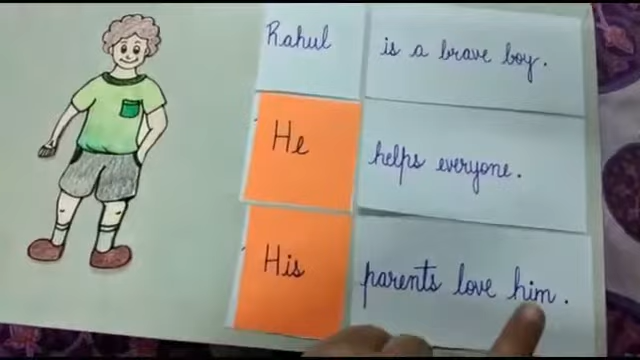 Rahul is a brave boy.
He helps everyone.
His parents love him.